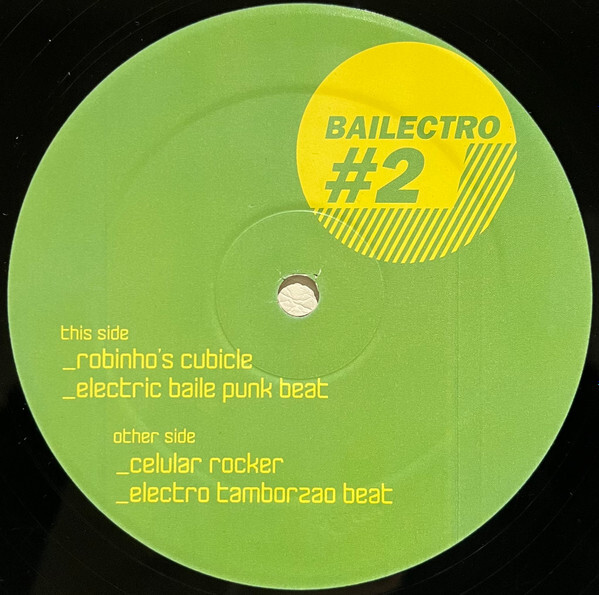 BAILECTRO
#2
this side
_robinho's cubicle
_electric baile punk beat
other side
_celular rocker
_electro tamborzao beat